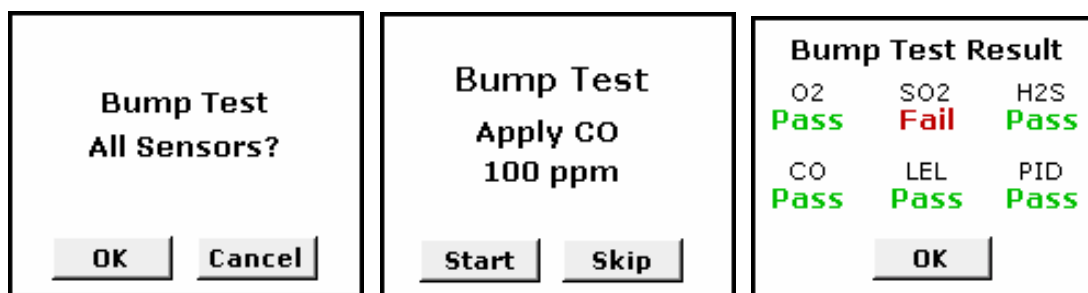 Bump Test
All Sensors?
OK Cancel
Bump Test
Apply CO
100 ppm
Start Skip
Bump Test Result
O2 SO2 H2S
Pass Fail Pass
CO LEL PID
Pass Pass Pass
OK